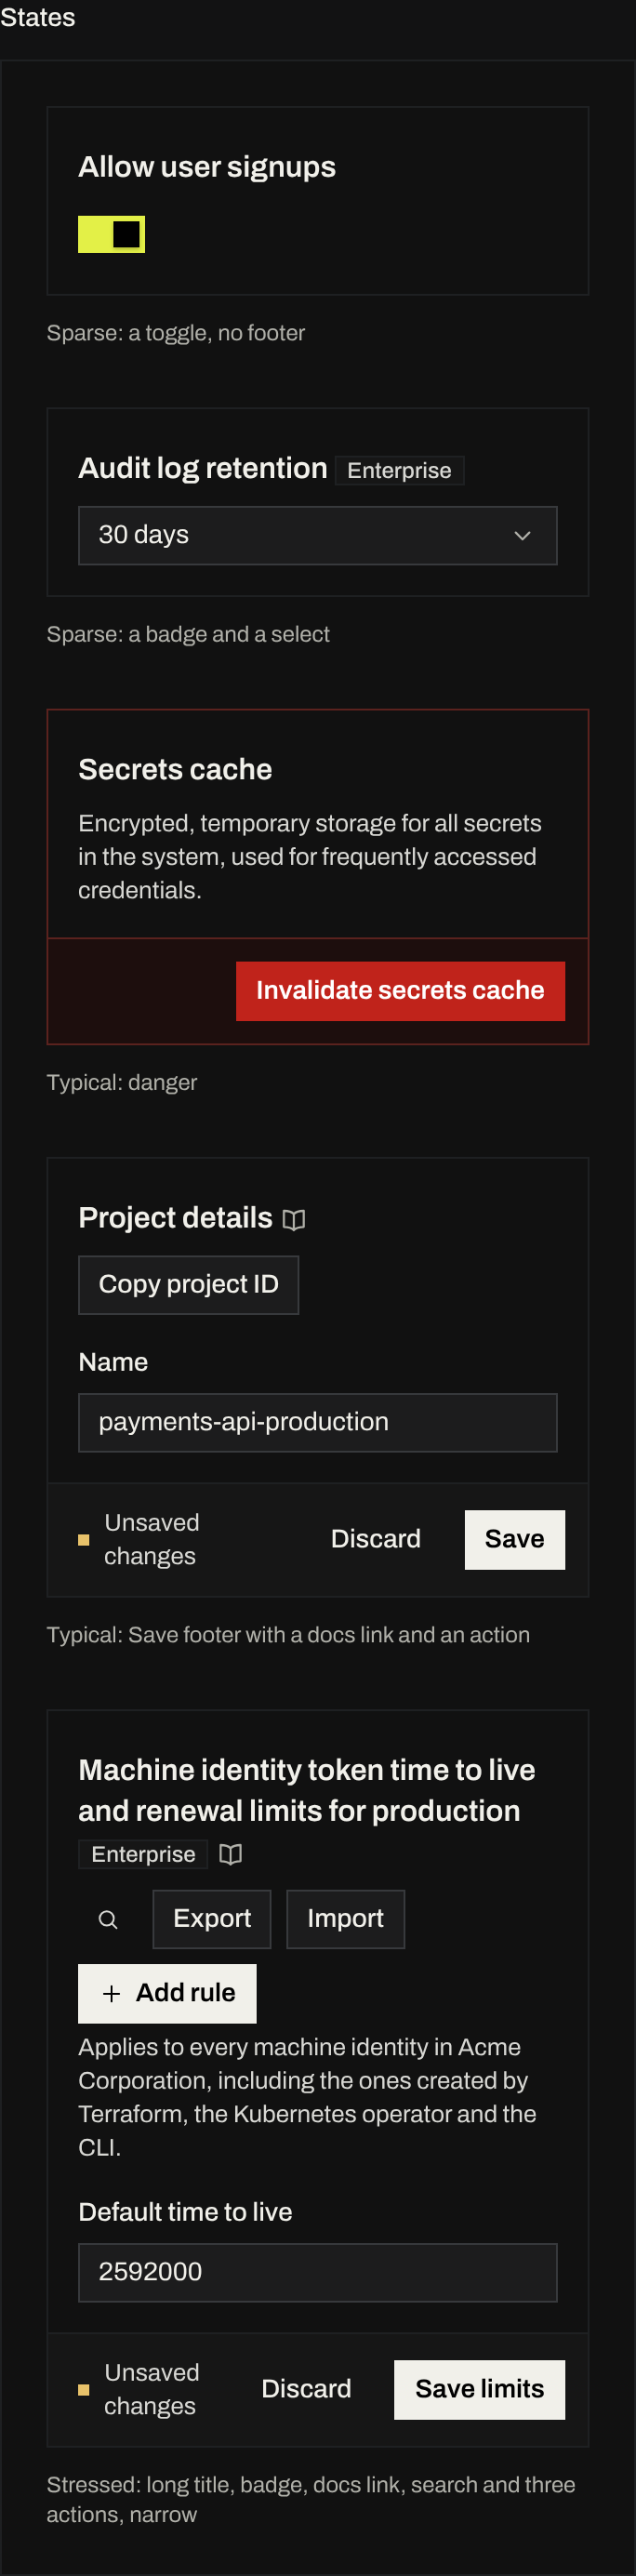 States
Allow user signups
Sparse: a toggle, no footer
Audit log retention Enterprise
30 days
Sparse: a badge and a select
Secrets cache
Encrypted, temporary storage for all secrets
in the system, used for frequently accessed
credentials.
Invalidate secrets cache
Typical: danger
Project details
Copy project ID
Name
payments-api-production
Unsaved
changes
Discard
Save
Typical: Save footer with a docs link and an action
Machine identity token time to live
and renewal limits for production
Enterprise
Export
Import
Add rule
Applies to every machine identity in Acme
Corporation, including the ones created by
Terraform, the Kubernetes operator and the
CLI.
Default time to live
2592000
Unsaved
changes
Discard
Save limits
Stressed: long title, badge, docs link, search and three
actions, narrow